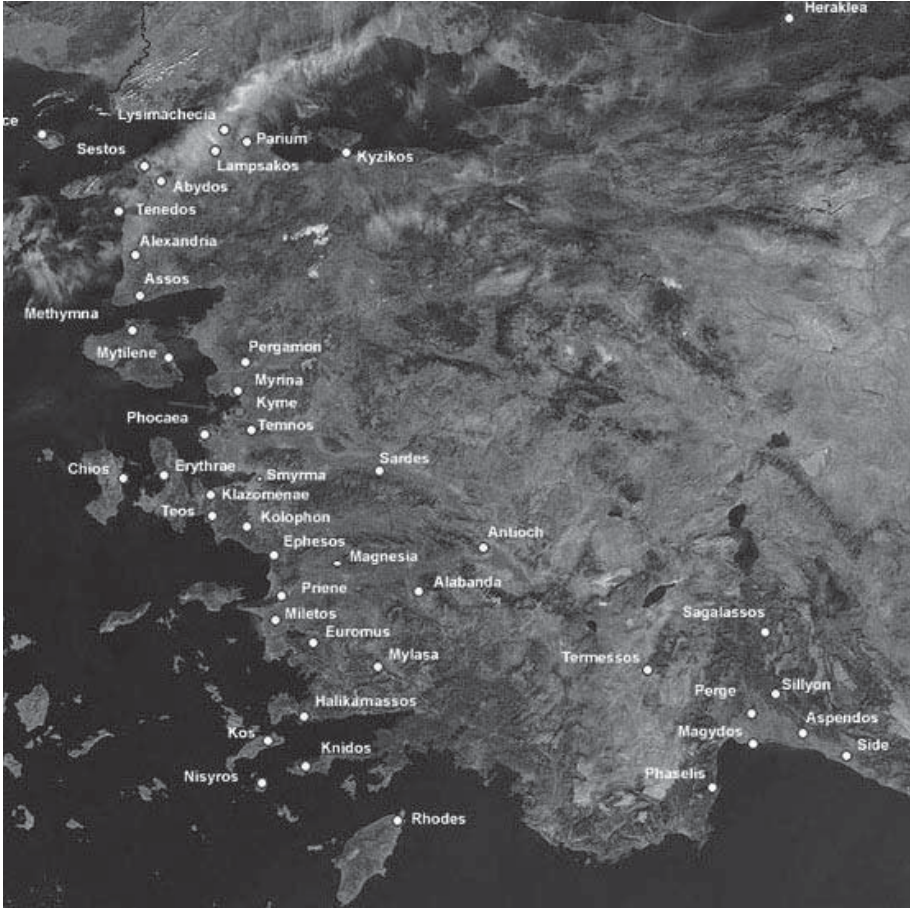 Heraklea
Lysimachecia
ce
Parium
Sestos
Lampsakos
Kyzikos
Abydos
Tenedos
Alexandria
Assos
Methymna
Mytilene
Pergamon
Myrina
Kyme
Phocaea
Temnos
Sardes
Chios
Erythrae
Smyrma
Klazomenae
Teos
Kolophon
Antioch
Ephesos
Magnesia
Alabanda
Priene
Miletos
Sagalassos
Euromus
Mylasa
Termessos
Sillyon
Perge
Halikarnassos
Aspendos
Magydos
Kos
Knidos
Side
Nisyros
Phaselis
Rhodes